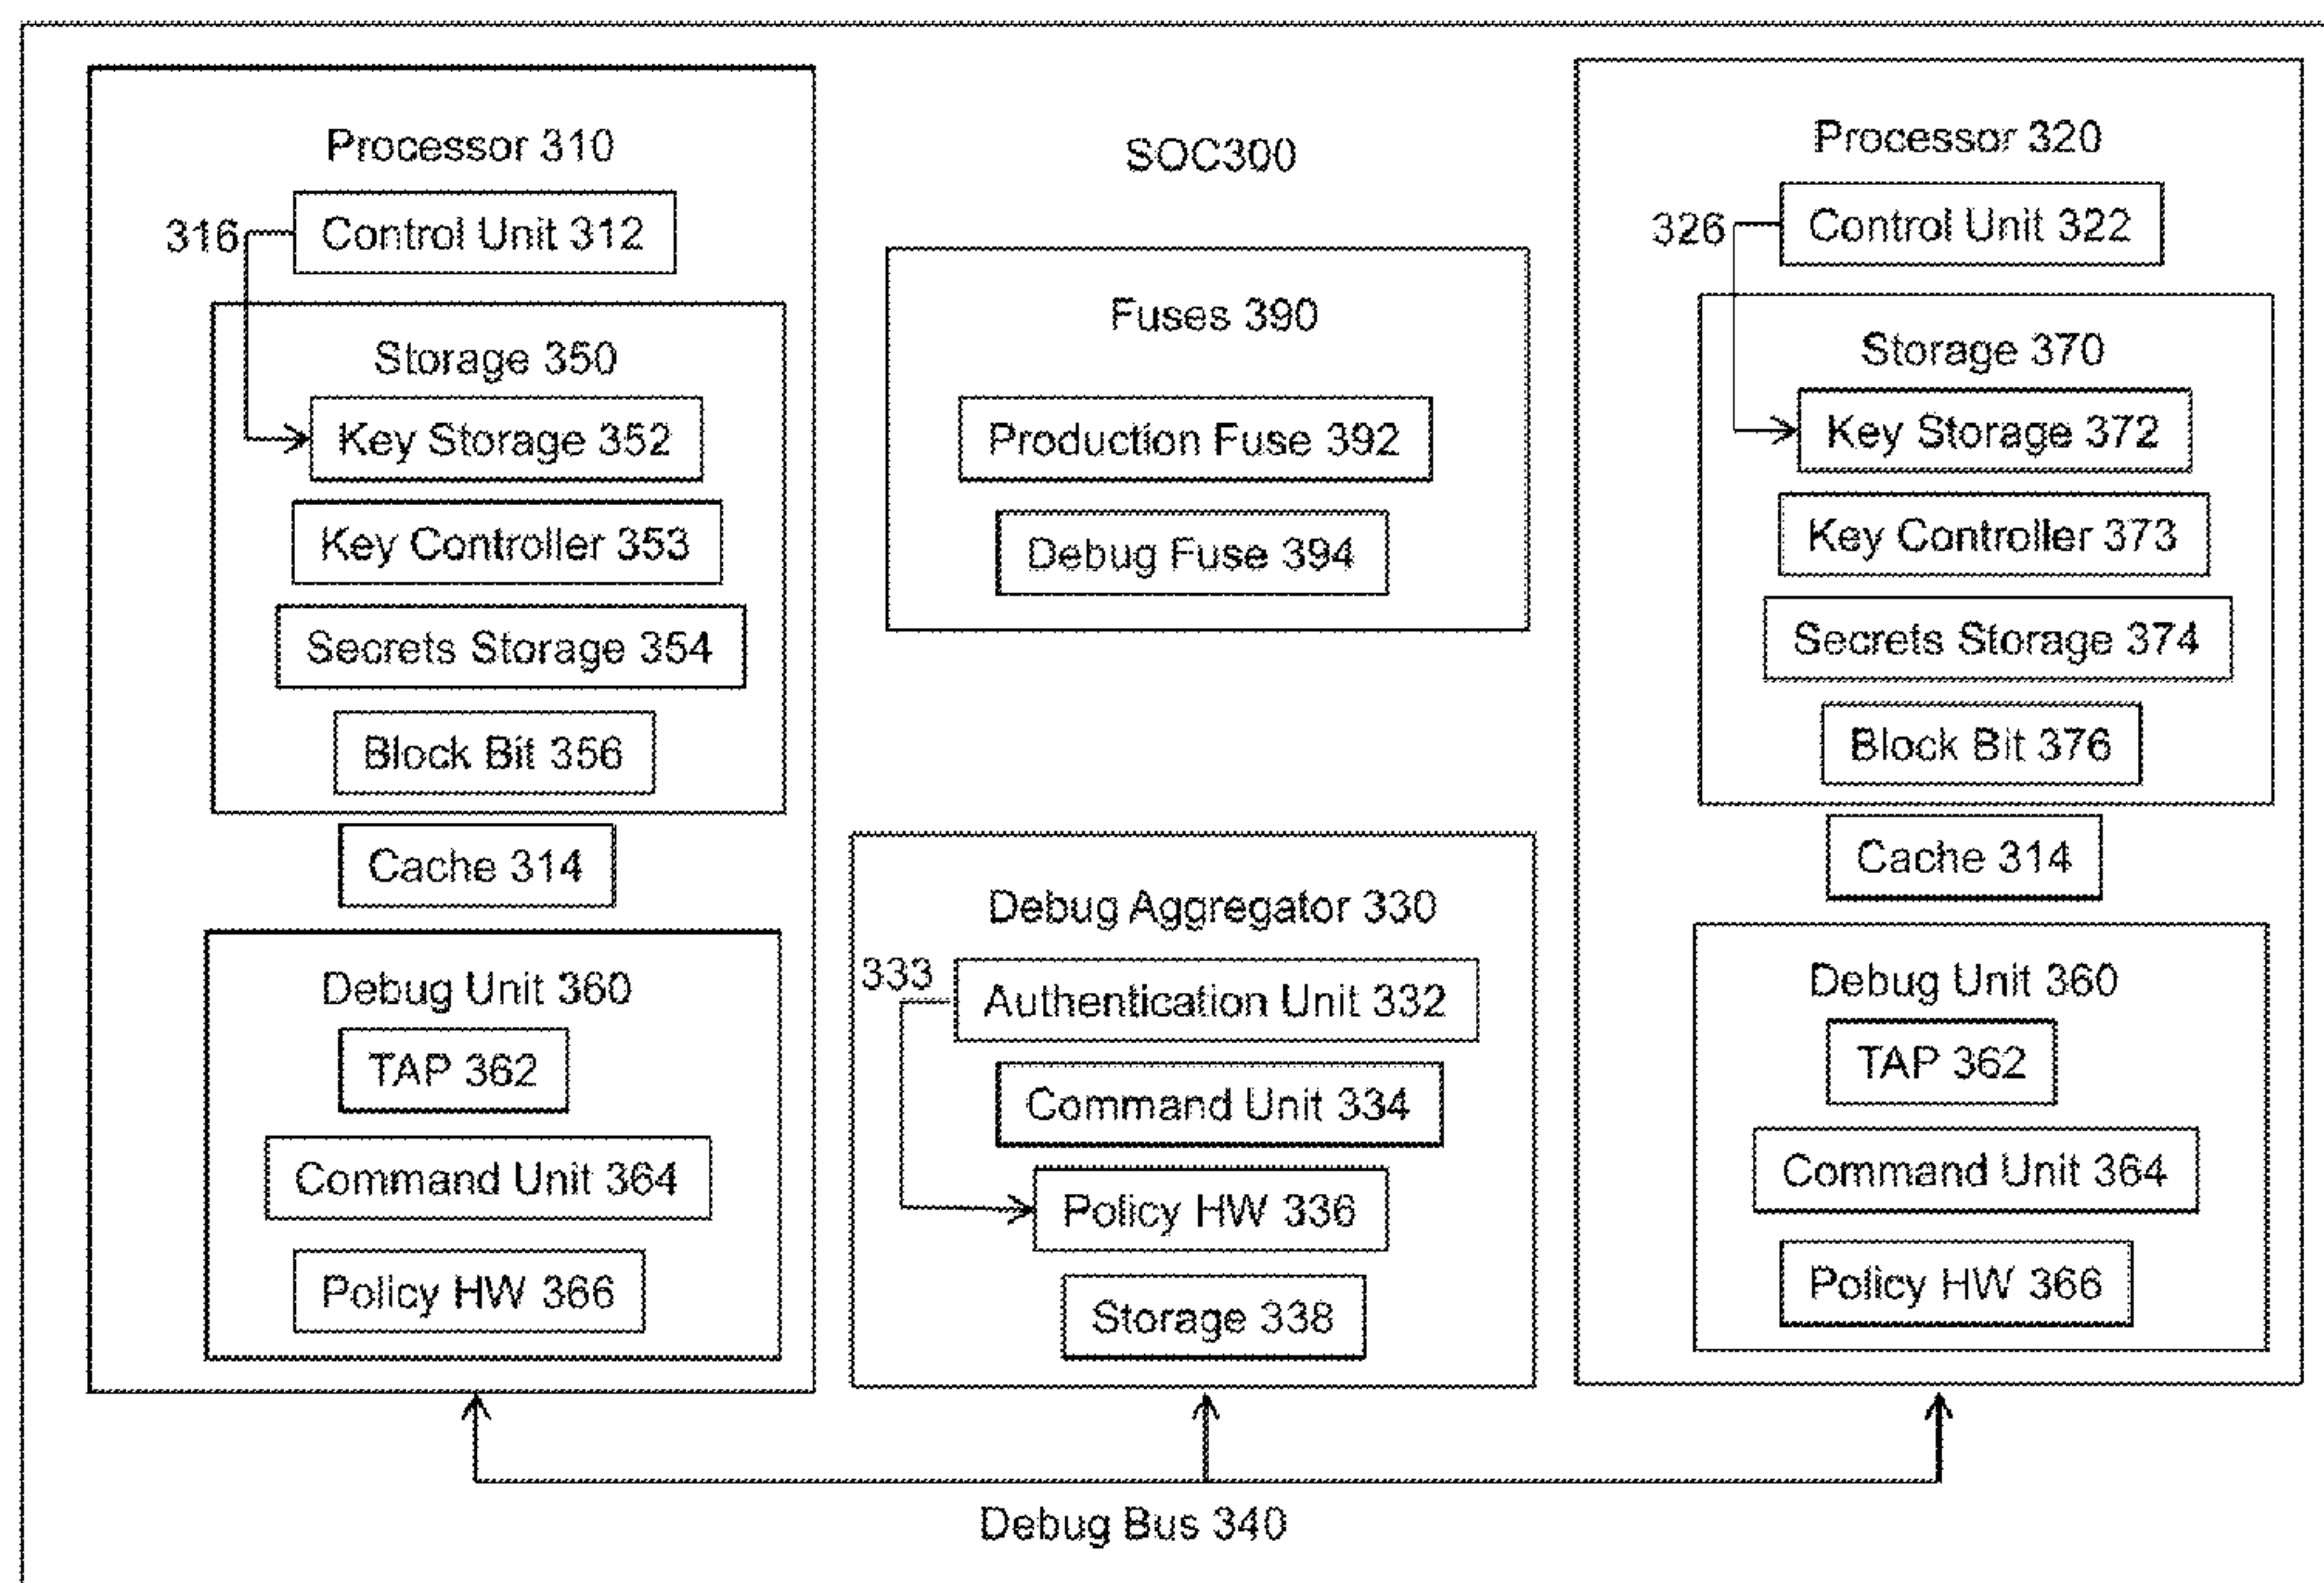 Processor 310
316
Control Unit 312
Storage 350
Key Storage 352
Key Controller 353
Secrets Storage 354
Block Bit 356
Cache 314
Debug Unit 360
TAP 362
Command Unit 364
Policy HW 366
SOC300
Fuses 390
Production Fuse 392
Debug Fuse 394
Debug Aggregator 330
333
Authentication Unit 332
Command Unit 334
Policy HW 336
Storage 338
Processor 320
326
Control Unit 322
Storage 370
Key Storage 372
Key Controller 373
Secrets Storage 374
Block Bit 376
Cache 314
Debug Unit 360
TAP 362
Command Unit 364
Policy HW 366
Debug Bus 340